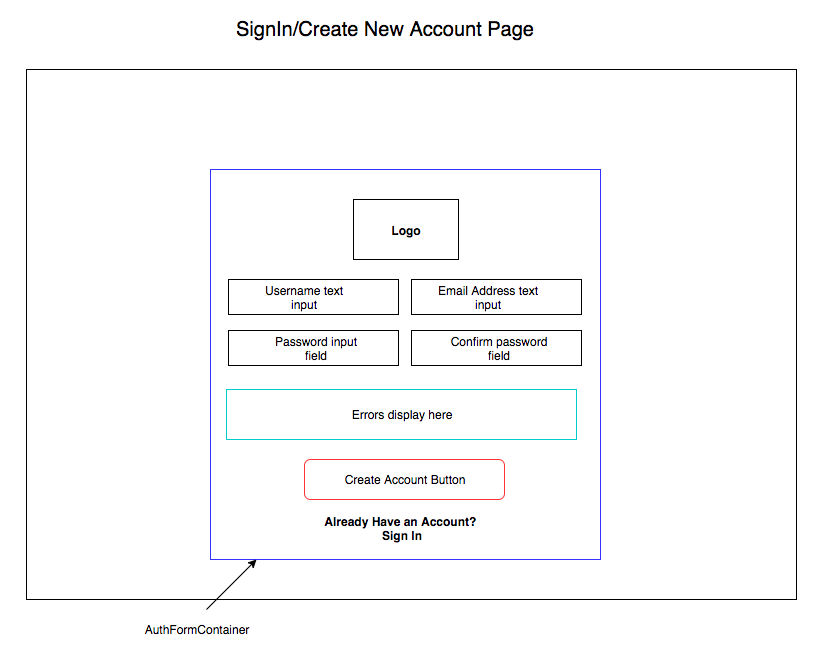 SignIn/Create New Account Page
Logo
Username text
input
Email Address text
input
Password input
field
Confirm password
field
Errors display here
Create Account Button
Already Have an Account?
Sign In
AuthFormContainer